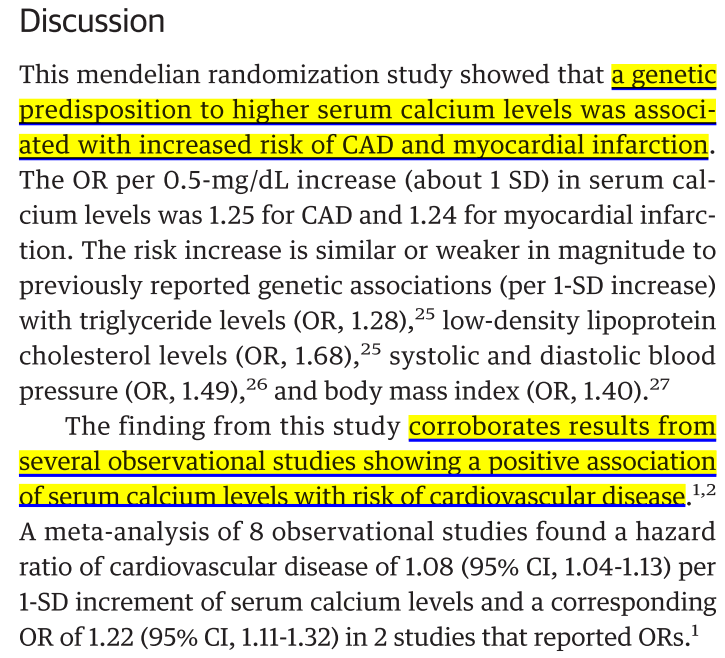 Discussion
This mendelian randomization study showed that a genetic
predisposition to higher serum calcium levels was associ-
ated with increased risk of CAD and myocardial infarction.
The OR per 0.5-mg/dL increase (about 1 SD) in serum cal-
cium levels was 1.25 for CAD and 1.24 for myocardial infarc-
tion. The risk increase is similar or weaker in magnitude to
previously reported genetic associations (per 1-SD increase)
with triglyceride levels (OR, 1.28),²⁵ low-density lipoprotein
cholesterol levels (OR, 1.68),²⁵ systolic and diastolic blood
pressure (OR, 1.49),²⁶ and body mass index (OR, 1.40).²⁷
The finding from this study corroborates results from
several observational studies showing a positive association
of serum calcium levels with risk of cardiovascular disease.¹,²
A meta-analysis of 8 observational studies found a hazard
ratio of cardiovascular disease of 1.08 (95% CI, 1.04-1.13) per
1-SD increment of serum calcium levels and a corresponding
OR of 1.22 (95% CI, 1.11-1.32) in 2 studies that reported ORs.¹